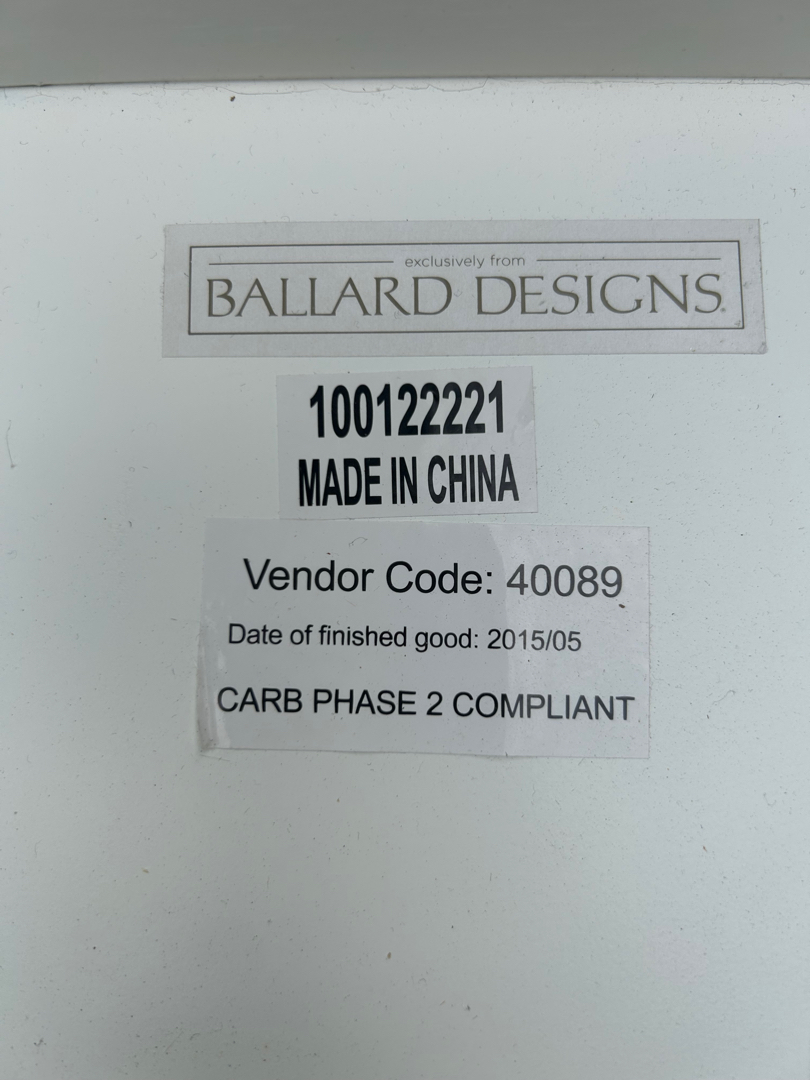 exclusively from
BALLARD DESIGNS
100122221
MADE IN CHINA
Vendor Code: 40089
Date of finished good: 2015/05
CARB PHASE 2 COMPLIANT